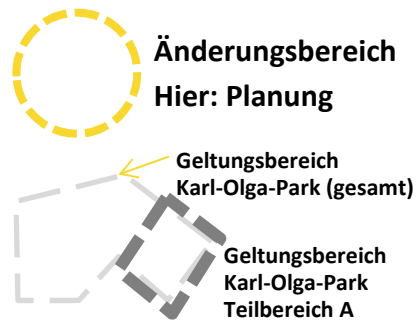 Änderungsbereich
Hier: Planung
Geltungsbereich
Karl-Olga-Park (gesamt)
Geltungsbereich
Karl-Olga-Park
Teilbereich A